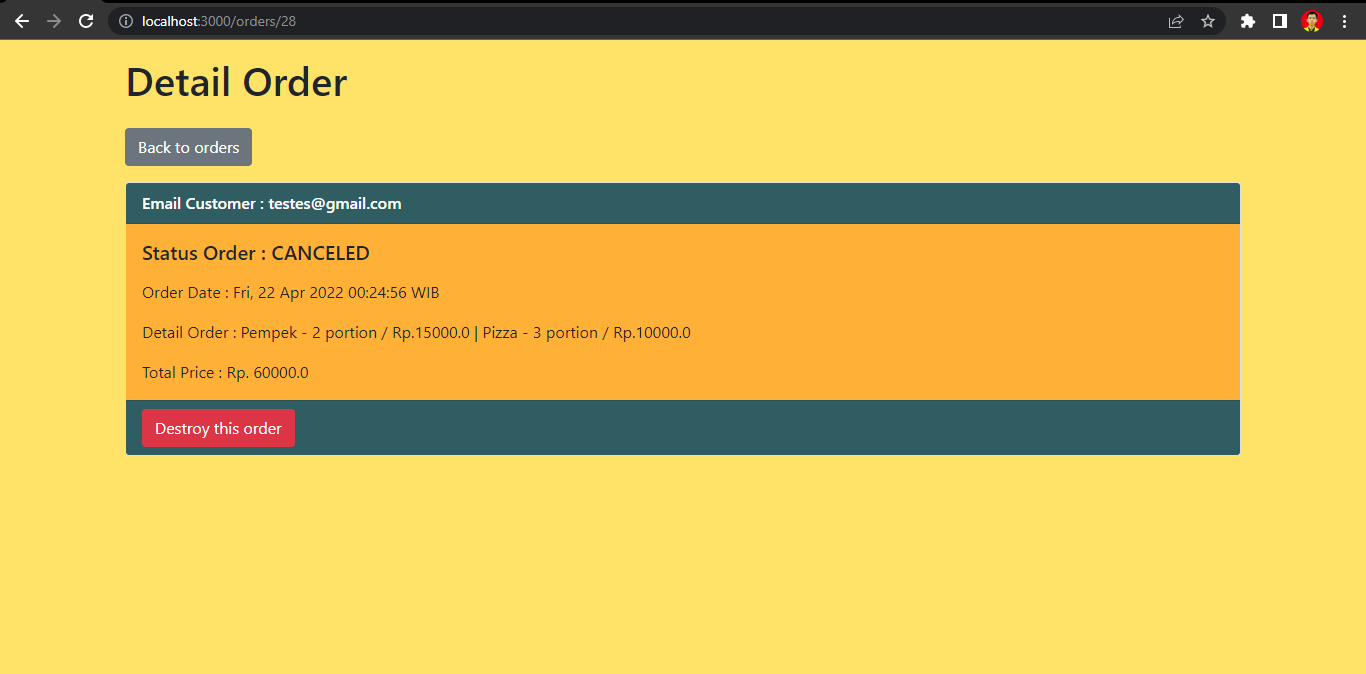 localhost:3000/orders/28
Detail Order
Back to orders
Email Customer : testes@gmail.com
Status Order : CANCELED
Order Date : Fri, 22 Apr 2022 00:24:56 WIB
Detail Order : Pempek - 2 portion / Rp.15000.0 | Pizza - 3 portion / Rp.10000.0
Total Price : Rp. 60000.0
Destroy this order